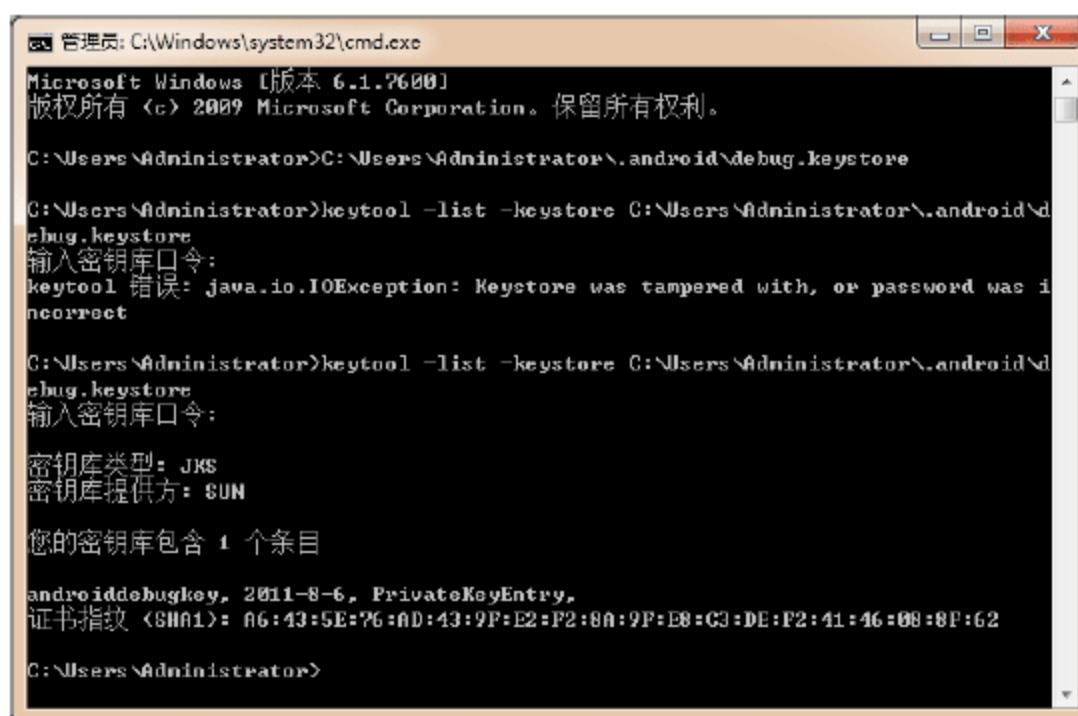 管理员: C:\Windows\system32\cmd.exe
Microsoft Windows [版本 6.1.7600]
版权所有 (c) 2009 Microsoft Corporation。保留所有权利。
C:\Users\Administrator>C:\Users\Administrator\.android\debug.keystore
C:\Users\Administrator>keytool -list -keystore C:\Users\Administrator\.android\d
ebug.keystore
输入密钥库口令:
keytool 错误: java.io.IOException: Keystore was tampered with, or password was i
ncorrect
C:\Users\Administrator>keytool -list -keystore C:\Users\Administrator\.android\d
ebug.keystore
输入密钥库口令:
密钥库类型: JKS
密钥库提供方: SUN
您的密钥库包含 1 个条目
androiddebugkey, 2011-8-6, PrivateKeyEntry,
证书指纹 (SHA1): A6:43:5E:76:AD:43:9F:E2:F2:8A:9F:E8:C3:DE:F2:41:46:08:8F:62
C:\Users\Administrator>